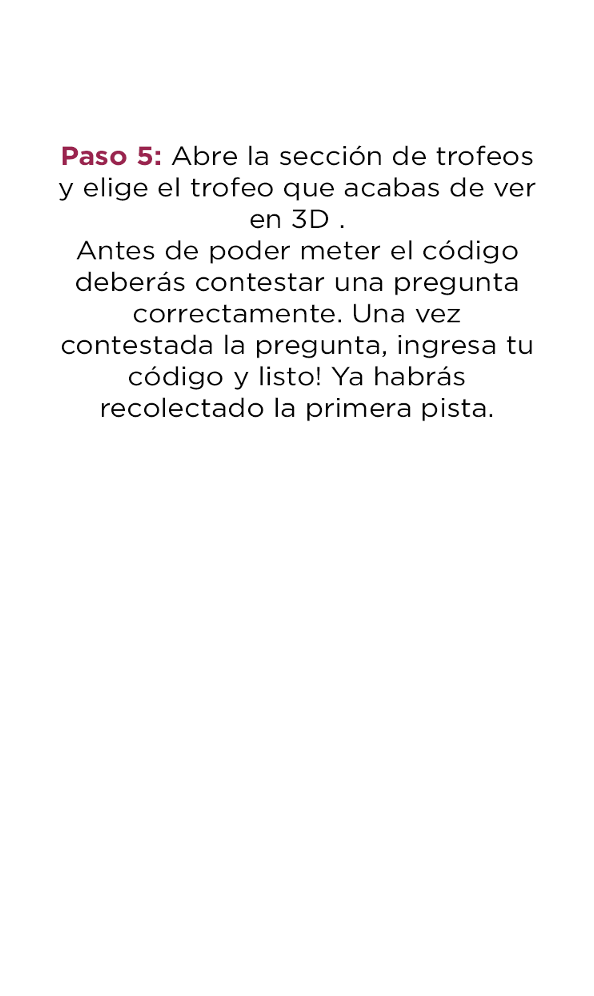 Paso 5: Abre la sección de trofeos
y elige el trofeo que acabas de ver
en 3D .
Antes de poder meter el código
deberás contestar una pregunta
correctamente. Una vez
contestada la pregunta, ingresa tu
código y listo! Ya habrás
recolectado la primera pista.